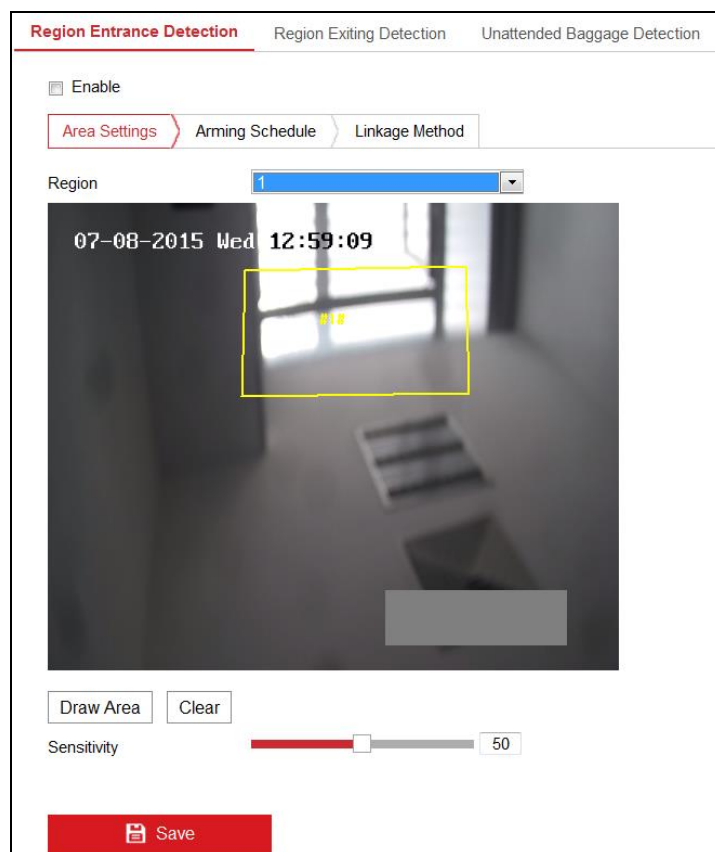 Region Entrance Detection Region Exiting Detection Unattended Baggage Detection
Enable
Area Settings Arming Schedule Linkage Method
Region 1
07-08-2015 Wed 12:59:09
#1#
Draw Area Clear
Sensitivity 50
Save